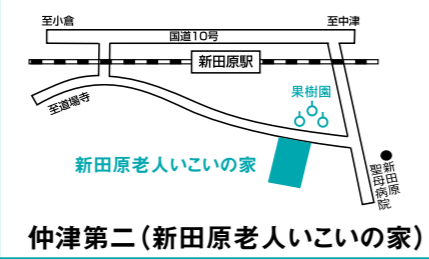 至小倉
至中津
国道10号
新田原駅
至道場寺
果樹園
新田原老人いこいの家
新田原
聖母病院
仲津第二（新田原老人いこいの家）